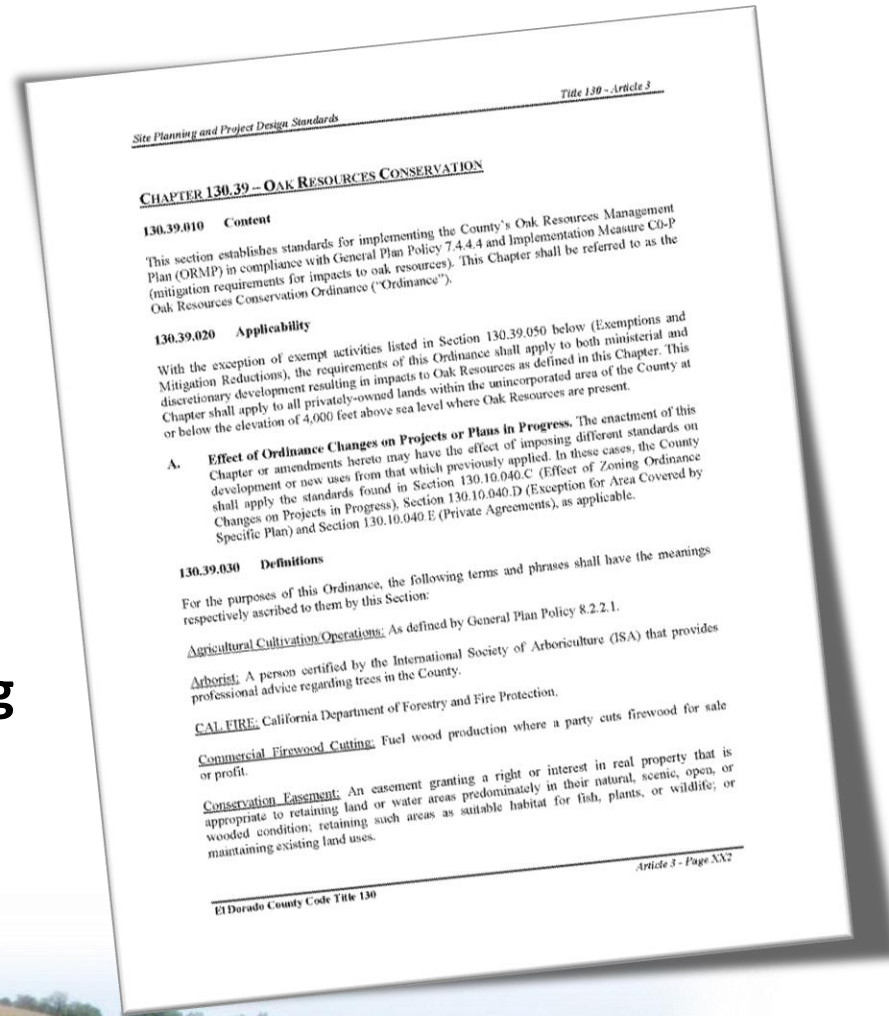 Site Planning and Project Design Standards Title 130 - Article 3
CHAPTER 130.39 – OAK RESOURCES CONSERVATION
130.39.010 Content
This section establishes standards for implementing the County's Oak Resources Management
Plan (ORMP) in compliance with General Plan Policy 7.4.4.4 and Implementation Measure C0-P
(mitigation requirements for impacts to oak resources). This Chapter shall be referred to as the
Oak Resources Conservation Ordinance ("Ordinance").
130.39.020 Applicability
With the exception of exempt activities listed in Section 130.39.050 below (Exemptions and
Mitigation Reductions), the requirements of this Ordinance shall apply to both ministerial and
discretionary development resulting in impacts to Oak Resources as defined in this Chapter. This
Chapter shall apply to all privately-owned lands within the unincorporated area of the County at
or below the elevation of 4,000 feet above sea level where Oak Resources are present.
A. Effect of Ordinance Changes on Projects or Plans in Progress. The enactment of this
Chapter or amendments hereto may have the effect of imposing different standards on
development or new uses from that which previously applied. In these cases, the County
shall apply the standards found in Section 130.10.040.C (Effect of Zoning Ordinance
Changes on Projects in Progress), Section 130.10.040.D (Exception for Area Covered by
Specific Plan) and Section 130.10.040.E (Private Agreements), as applicable.
130.39.030 Definitions
For the purposes of this Ordinance, the following terms and phrases shall have the meanings
respectively ascribed to them by this Section:
Agricultural Cultivation/Operations: As defined by General Plan Policy 8.2.2.1.
Arborist: A person certified by the International Society of Arboriculture (ISA) that provides
professional advice regarding trees in the County.
CAL FIRE: California Department of Forestry and Fire Protection.
Commercial Firewood Cutting: Fuel wood production where a party cuts firewood for sale
or profit.
Conservation Easement: An easement granting a right or interest in real property that is
appropriate to retaining land or water areas predominately in their natural, scenic, open, or
wooded condition; retaining such areas as suitable habitat for fish, plants, or wildlife; or
maintaining existing land uses.
El Dorado County Code Title 130 Article 3 - Page XX2
g